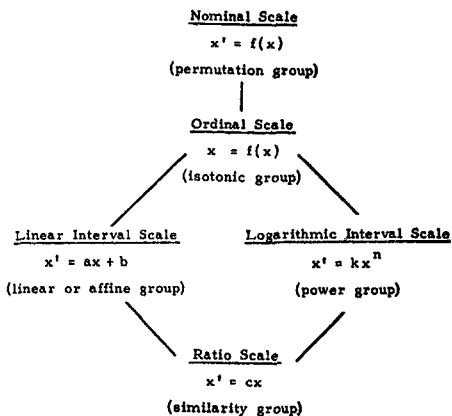 Nominal Scale
x' = f(x)
(permutation group)
Ordinal Scale
x = f(x)
(isotonic group)
Linear Interval Scale
x' = ax + b
(linear or affine group)
Logarithmic Interval Scale
x' = kxⁿ
(power group)
Ratio Scale
x' = cx
(similarity group)